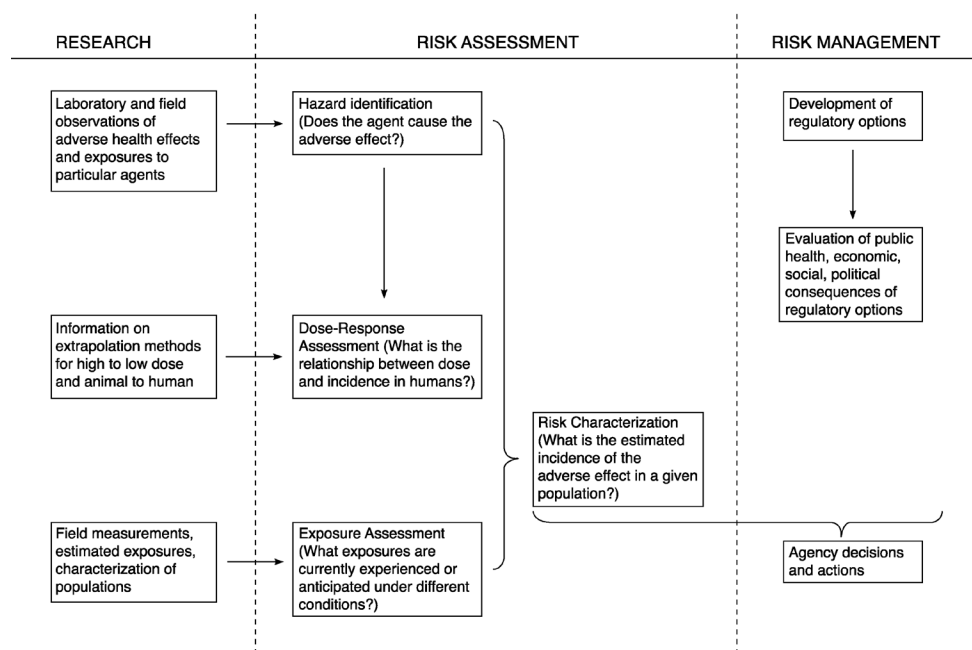 RESEARCH
RISK ASSESSMENT
RISK MANAGEMENT
Laboratory and field
observations of
adverse health effects
and exposures to
particular agents
Hazard identification
(Does the agent cause the
adverse effect?)
Development of
regulatory options
Evaluation of public
health, economic,
social, political
consequences of
regulatory options
Information on
extrapolation methods
for high to low dose
and animal to human
Dose-Response
Assessment (What is the
relationship between dose
and incidence in humans?)
Risk Characterization
(What is the estimated
incidence of the
adverse effect in a given
population?)
Field measurements,
estimated exposures,
characterization of
populations
Exposure Assessment
(What exposures are
currently experienced or
anticipated under different
conditions?)
Agency decisions
and actions